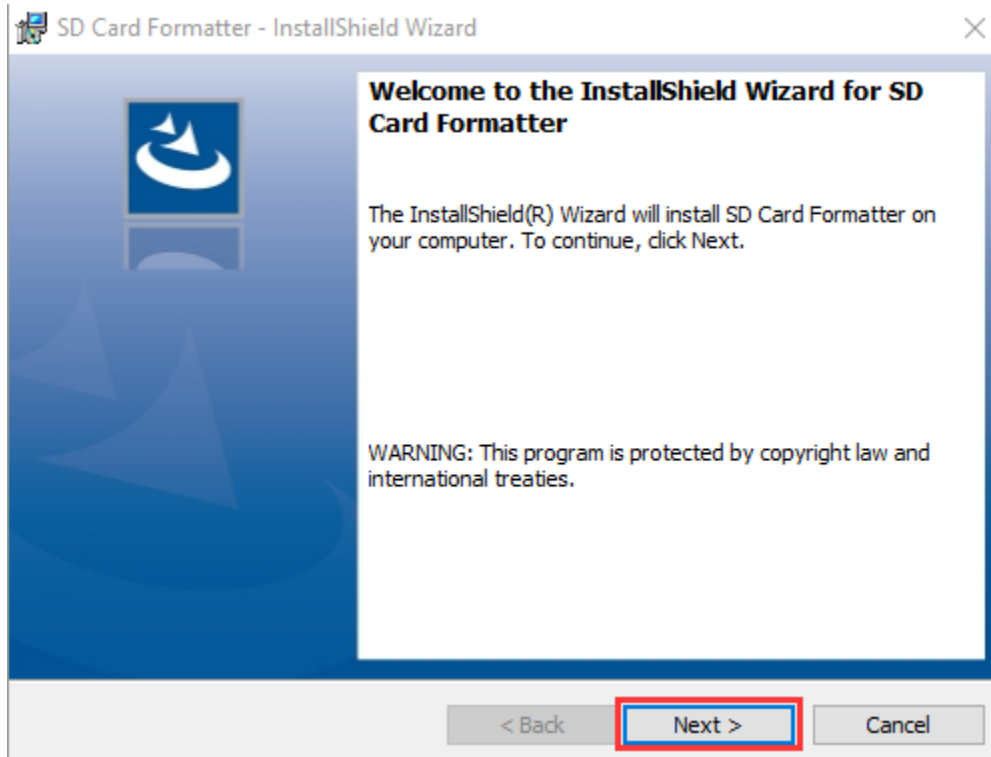 SD Card Formatter - InstallShield Wizard
Welcome to the InstallShield Wizard for SD
Card Formatter
The InstallShield(R) Wizard will install SD Card Formatter on
your computer. To continue, click Next.
WARNING: This program is protected by copyright law and
international treaties.
< Back Next > Cancel